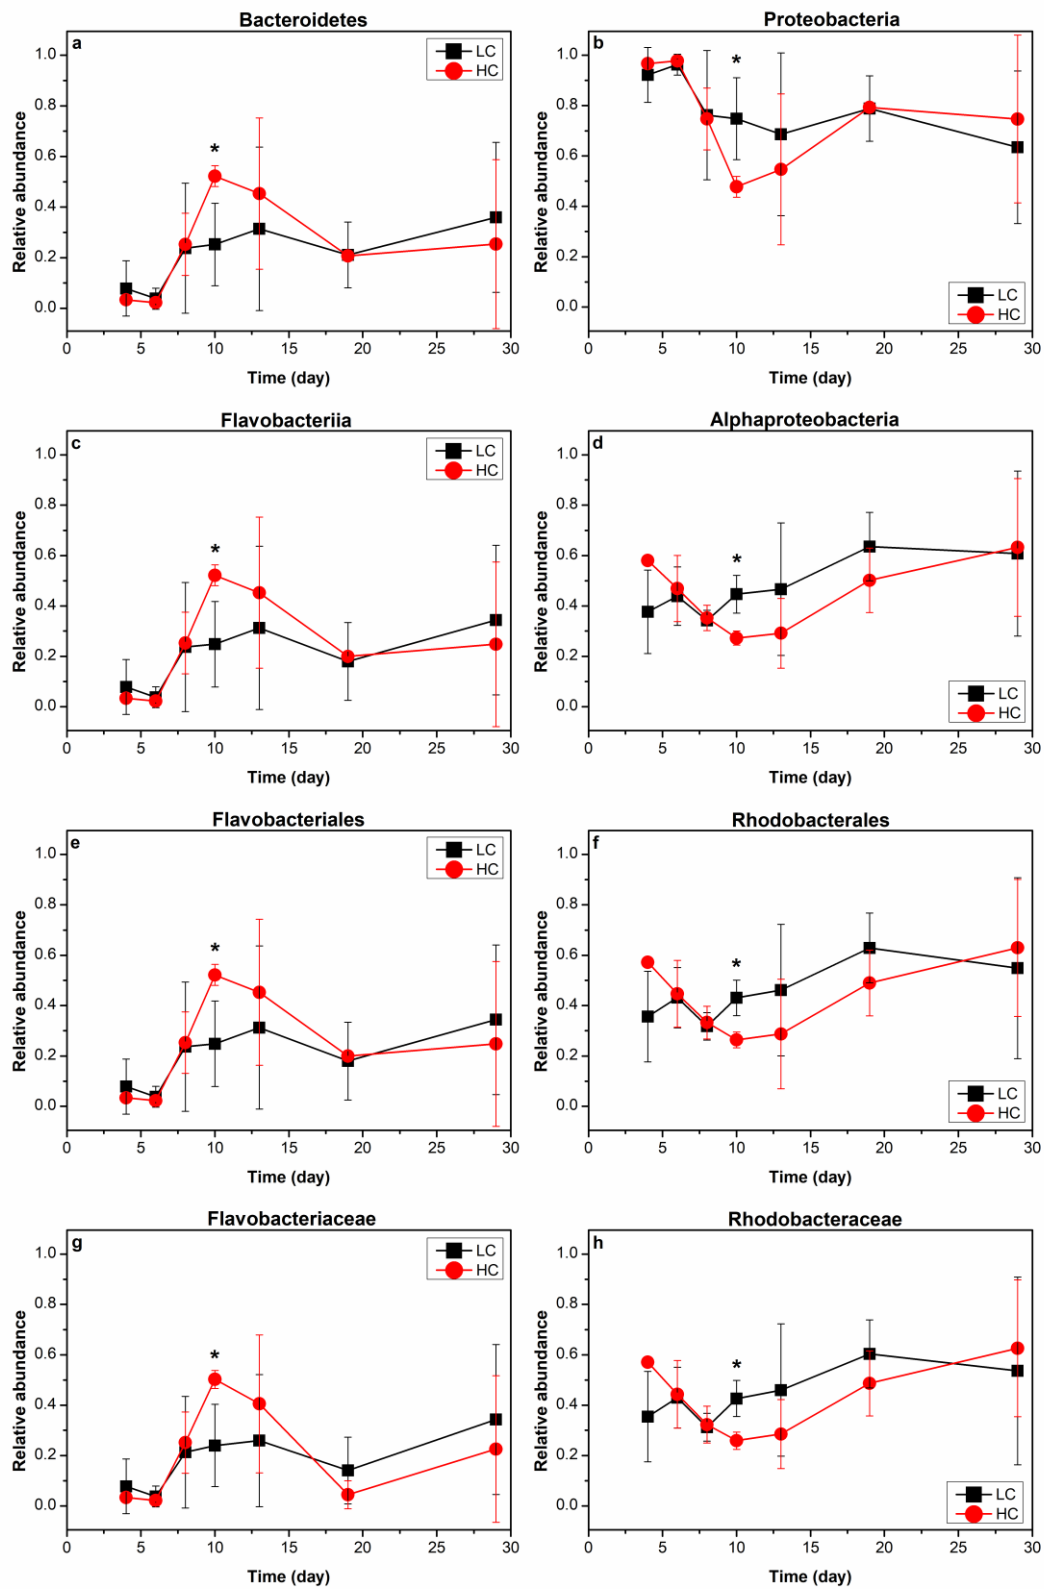 Bacteroidetes
a
LC
HC
*
Relative abundance
1.0
0.8
0.6
0.4
0.2
0.0
0 5 10 15 20 25 30
Time (day)
Proteobacteria
b
*
LC
HC
Relative abundance
1.0
0.8
0.6
0.4
0.2
0.0
0 5 10 15 20 25 30
Time (day)
Flavobacteriia
c
LC
HC
*
Relative abundance
1.0
0.8
0.6
0.4
0.2
0.0
0 5 10 15 20 25 30
Time (day)
Alphaproteobacteria
d
*
LC
HC
Relative abundance
1.0
0.8
0.6
0.4
0.2
0.0
0 5 10 15 20 25 30
Time (day)
Flavobacteriales
e
LC
HC
*
Relative abundance
1.0
0.8
0.6
0.4
0.2
0.0
0 5 10 15 20 25 30
Time (day)
Rhodobacterales
f
*
LC
HC
Relative abundance
1.0
0.8
0.6
0.4
0.2
0.0
0 5 10 15 20 25 30
Time (day)
Flavobacteriaceae
g
LC
HC
*
Relative abundance
1.0
0.8
0.6
0.4
0.2
0.0
0 5 10 15 20 25 30
Time (day)
Rhodobacteraceae
h
*
LC
HC
Relative abundance
1.0
0.8
0.6
0.4
0.2
0.0
0 5 10 15 20 25 30
Time (day)